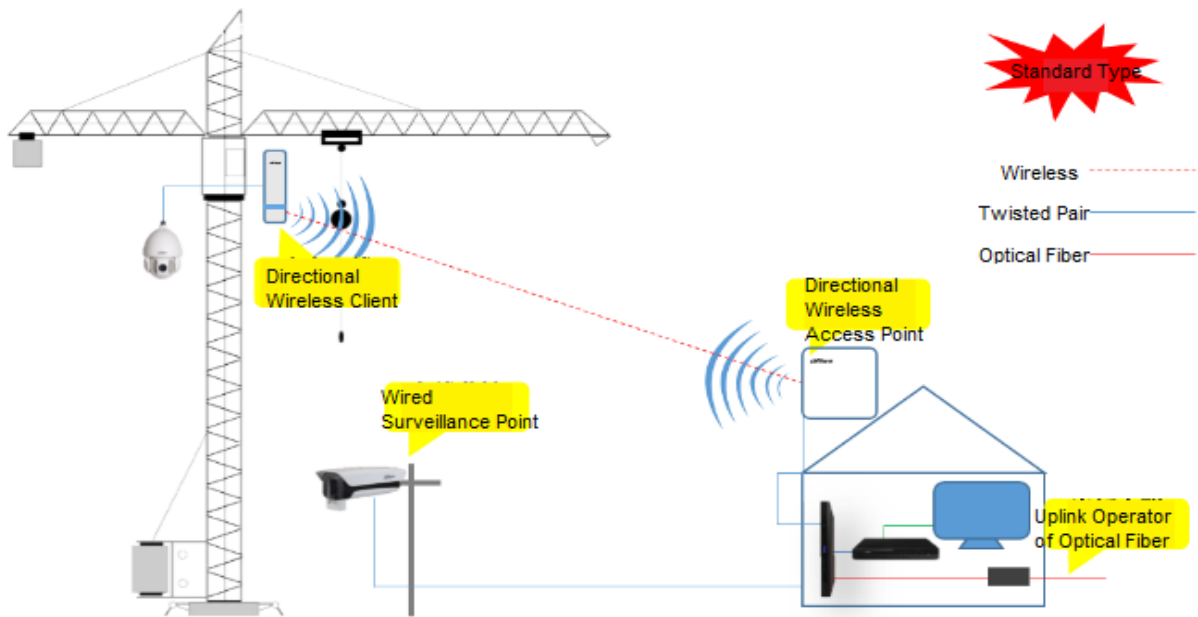 Standard Type
Wireless
Twisted Pair
Optical Fiber
Directional
Wireless Client
Directional
Wireless
Access Point
Wired
Surveillance Point
Uplink Operator
of Optical Fiber